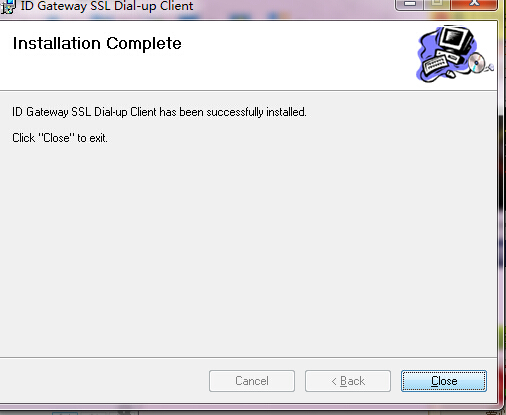 ID Gateway SSL Dial-up Client
Installation Complete
ID Gateway SSL Dial-up Client has been successfully installed.
Click "Close" to exit.
Cancel
< Back
Close